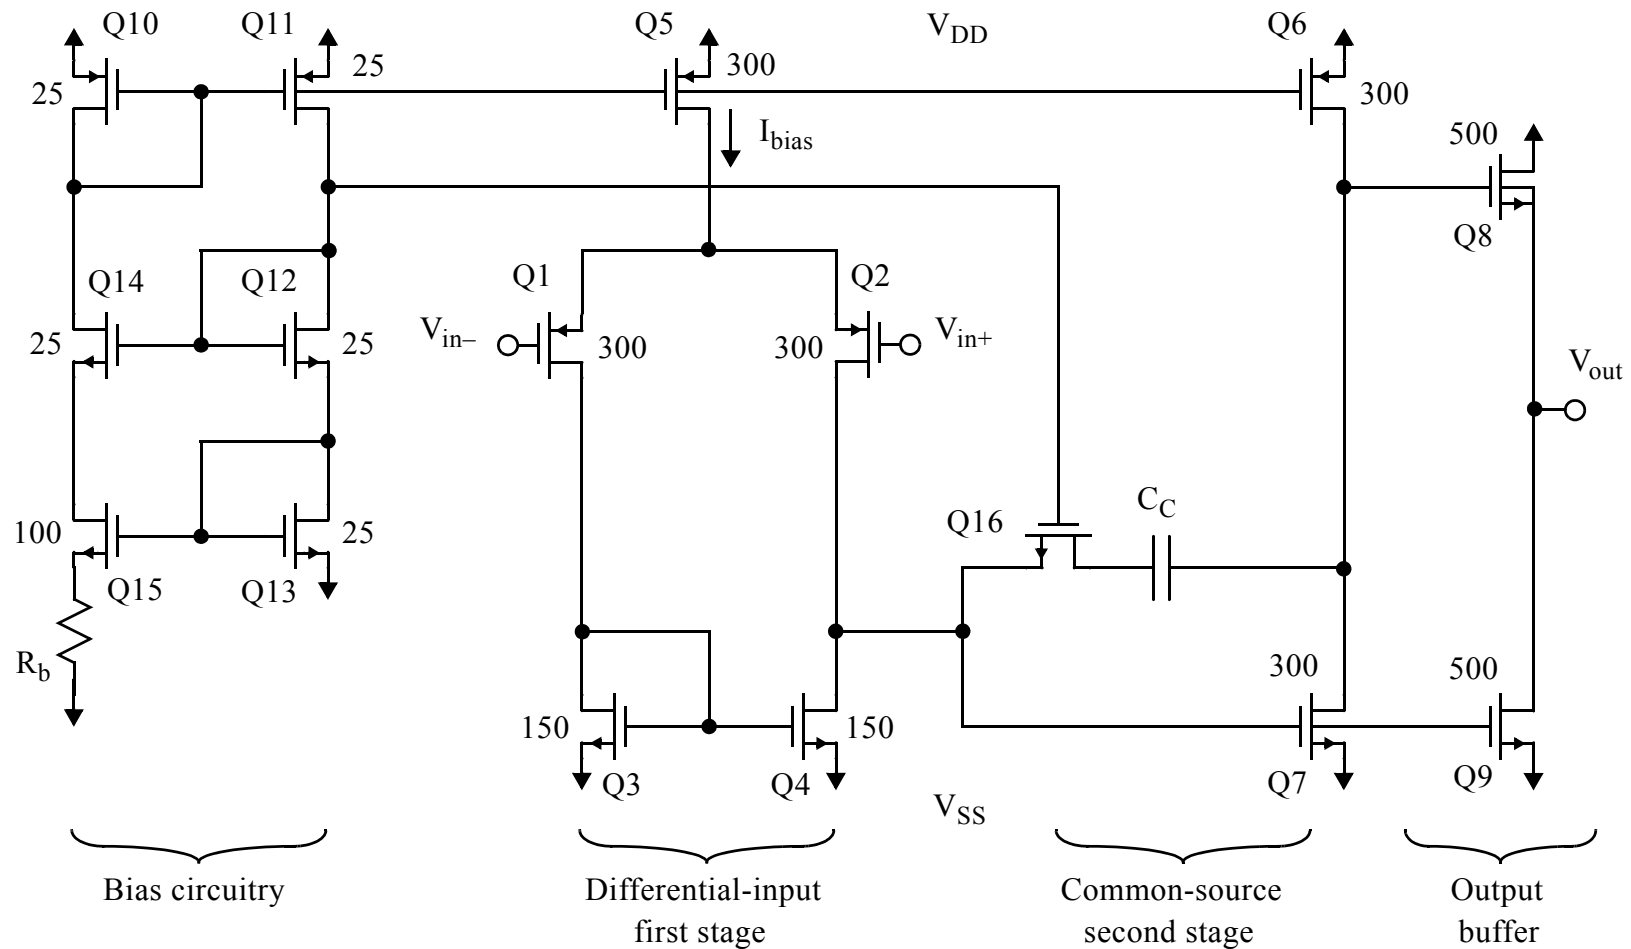 Q10
Q11
Q5
V_DD
Q6
25
25
300
300
I_bias
500
Q8
Q14
Q12
Q1
Q2
25
25
V_in–
300
300
V_in+
V_out
100
25
Q16
C_C
Q15
Q13
R_b
150
150
300
500
Q3
Q4
Q7
Q9
V_SS
Bias circuitry
Differential-input
first stage
Common-source
second stage
Output
buffer